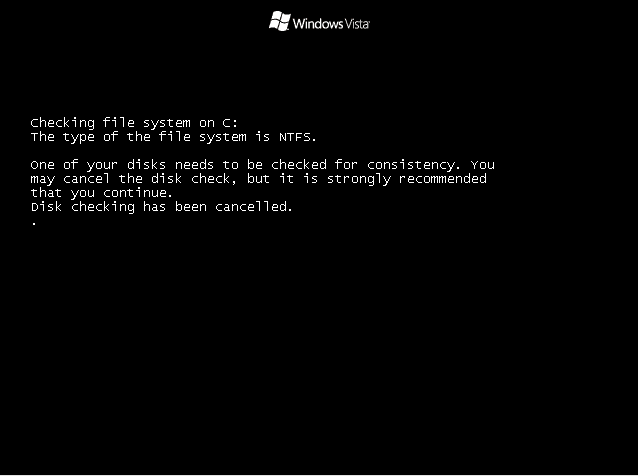 Windows Vista
Checking file system on C:
The type of the file system is NTFS.
One of your disks needs to be checked for consistency. You
may cancel the disk check, but it is strongly recommended
that you continue.
Disk checking has been cancelled.
.